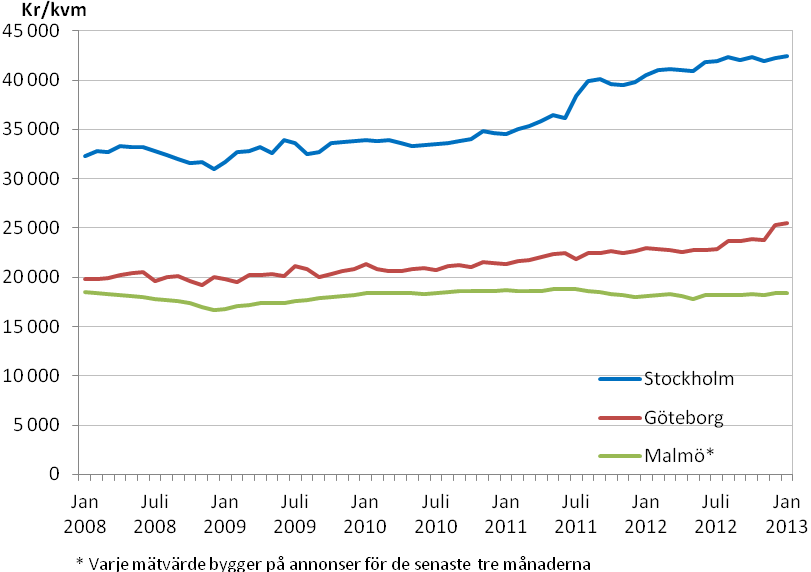 Kr/kvm
45 000
40 000
35 000
30 000
25 000
20 000
15 000
10 000
5 000
0
Stockholm
Göteborg
Malmö*
Jan Juli Jan Juli Jan Juli Jan Juli Jan Juli Jan
2008 2008 2009 2009 2010 2010 2011 2011 2012 2012 2013
* Varje mätvärde bygger på annonser för de senaste tre månaderna